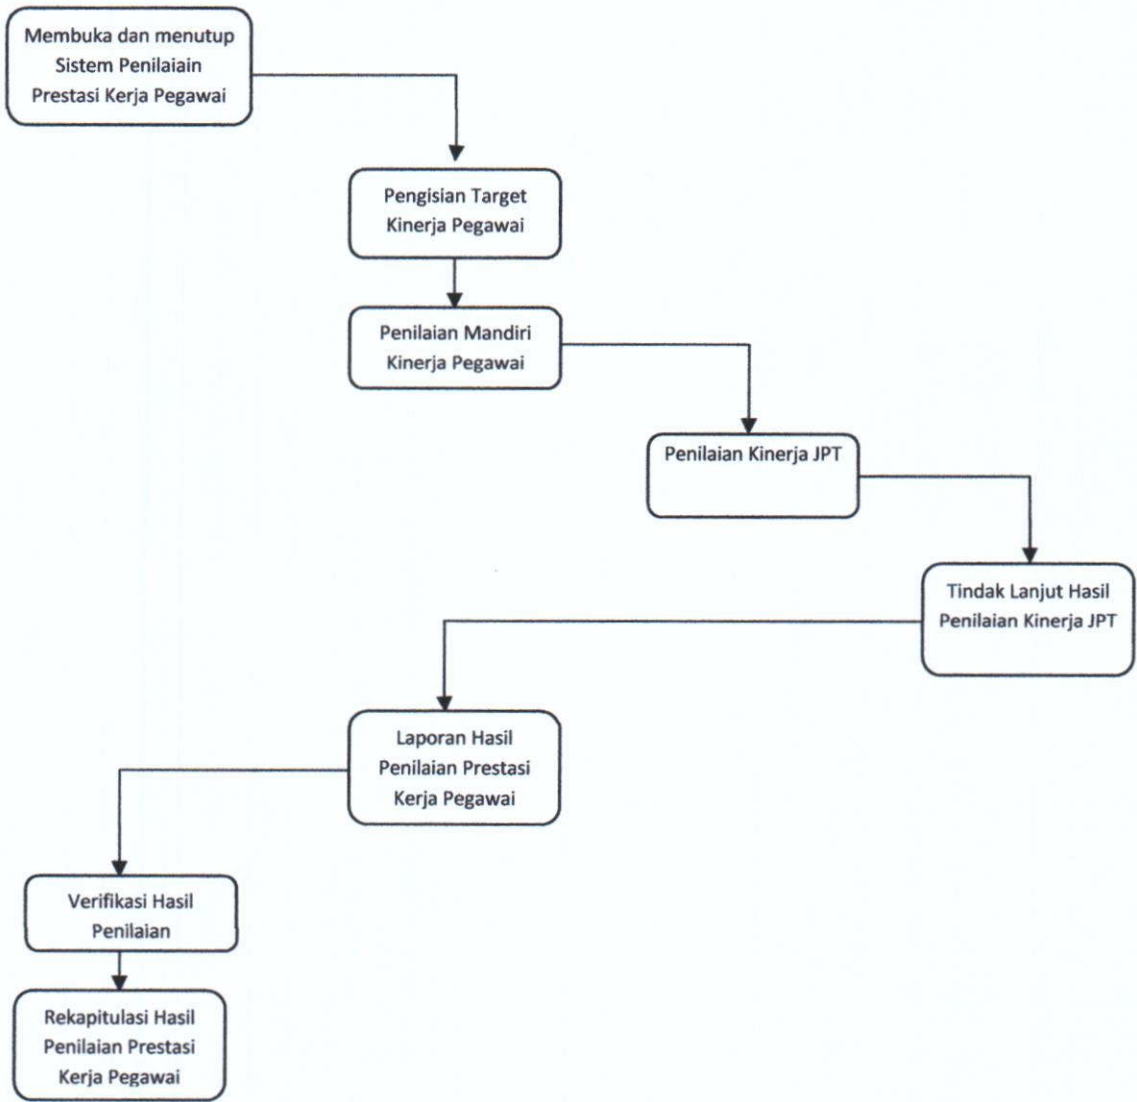 Membuka dan menutup
Sistem Penilaiain
Prestasi Kerja Pegawai
Pengisian Target
Kinerja Pegawai
Penilaian Mandiri
Kinerja Pegawai
Penilaian Kinerja JPT
Tindak Lanjut Hasil
Penilaian Kinerja JPT
Laporan Hasil
Penilaian Prestasi
Kerja Pegawai
Verifikasi Hasil
Penilaian
Rekapitulasi Hasil
Penilaian Prestasi
Kerja Pegawai